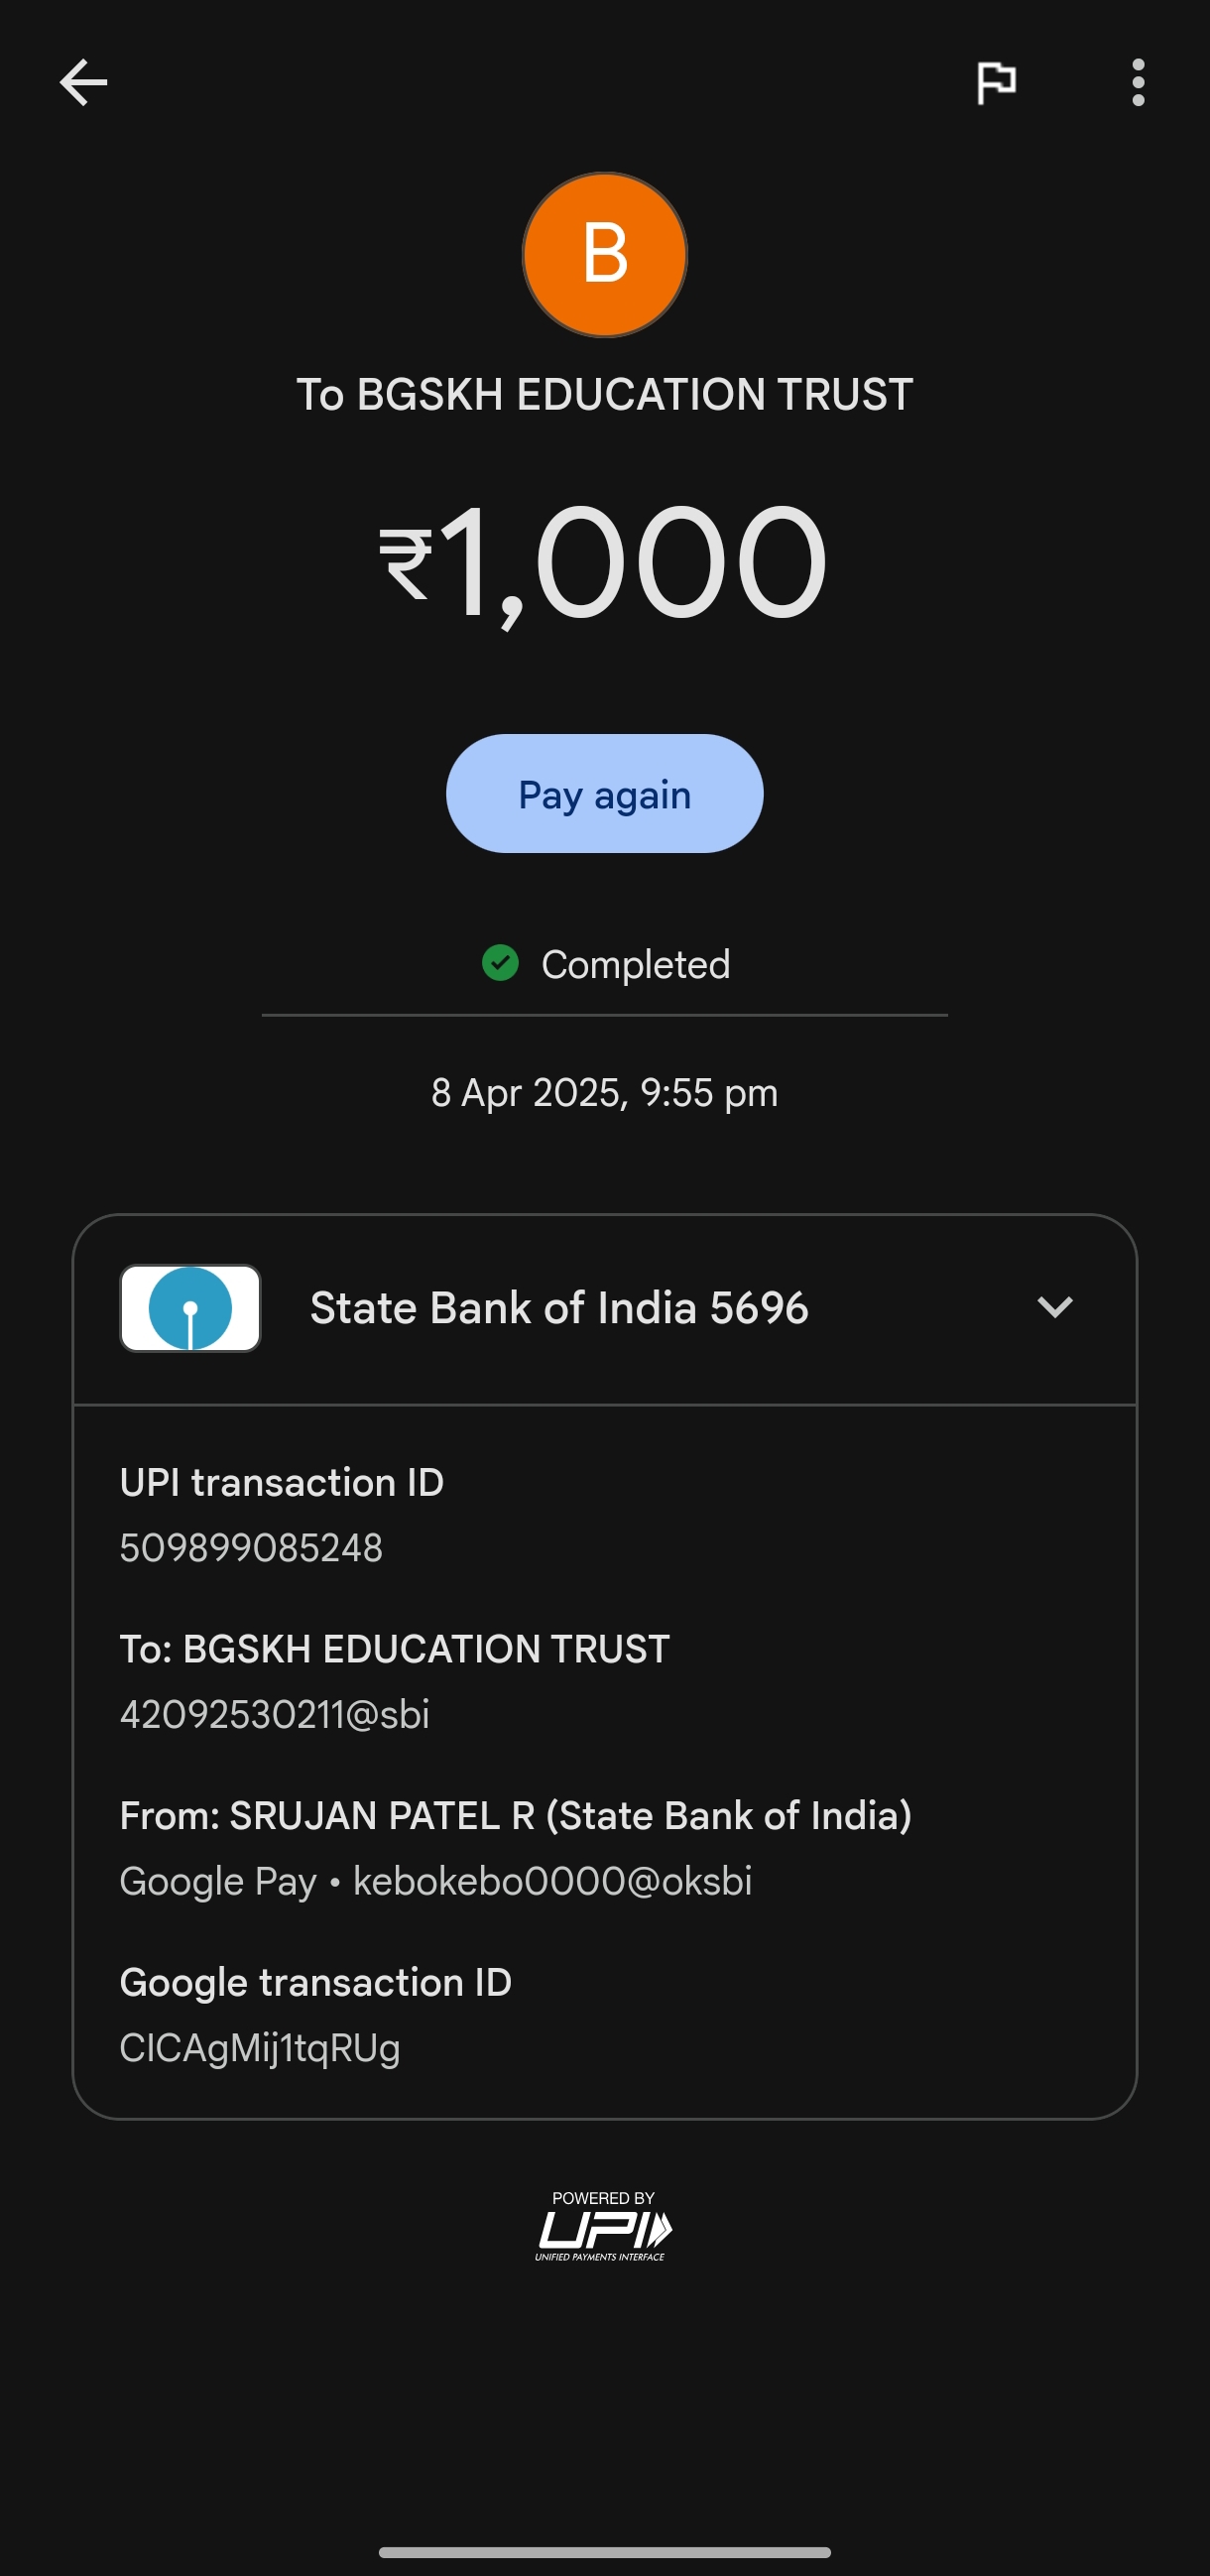 B
To BGSKH EDUCATION TRUST
₹1,000
Pay again
Completed
8 Apr 2025, 9:55 pm
State Bank of India 5696
UPI transaction ID
509899085248
To: BGSKH EDUCATION TRUST
42092530211@sbi
From: SRUJAN PATEL R (State Bank of India)
Google Pay • kebokebo0000@oksbi
Google transaction ID
CICAgMij1tqRUg
POWERED BY
UPI
UNIFIED PAYMENTS INTERFACE